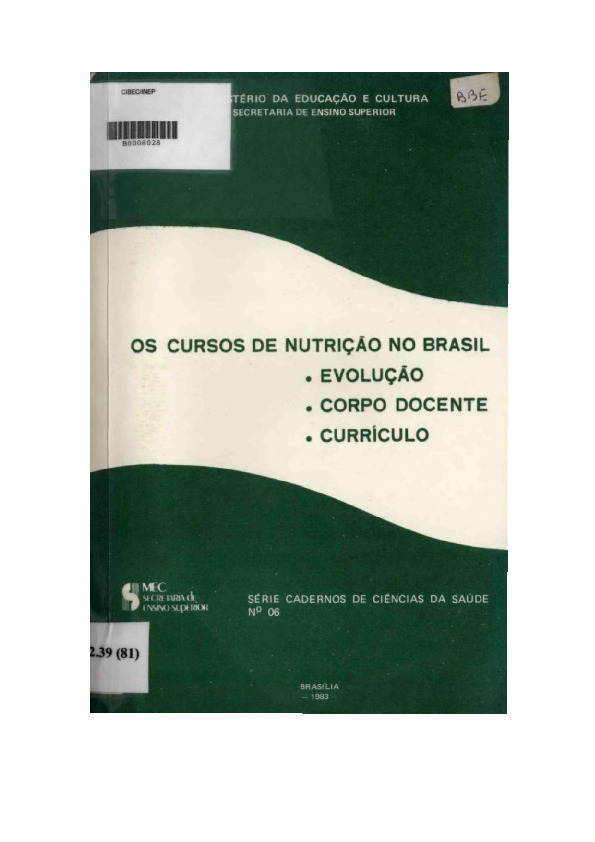 CIBEC/INEP
B0006028
STÉRIO DA EDUCAÇÃO E CULTURA
SECRETARIA DE ENSINO SUPERIOR
BBE
OS CURSOS DE NUTRIÇÃO NO BRASIL
• EVOLUÇÃO
• CORPO DOCENTE
• CURRÍCULO
MEC
SECRETARIA de
ENSINO SUPERIOR
SÉRIE CADERNOS DE CIÊNCIAS DA SAÚDE
Nº 06
2.39 (81)
BRASÍLIA
– 1983 –